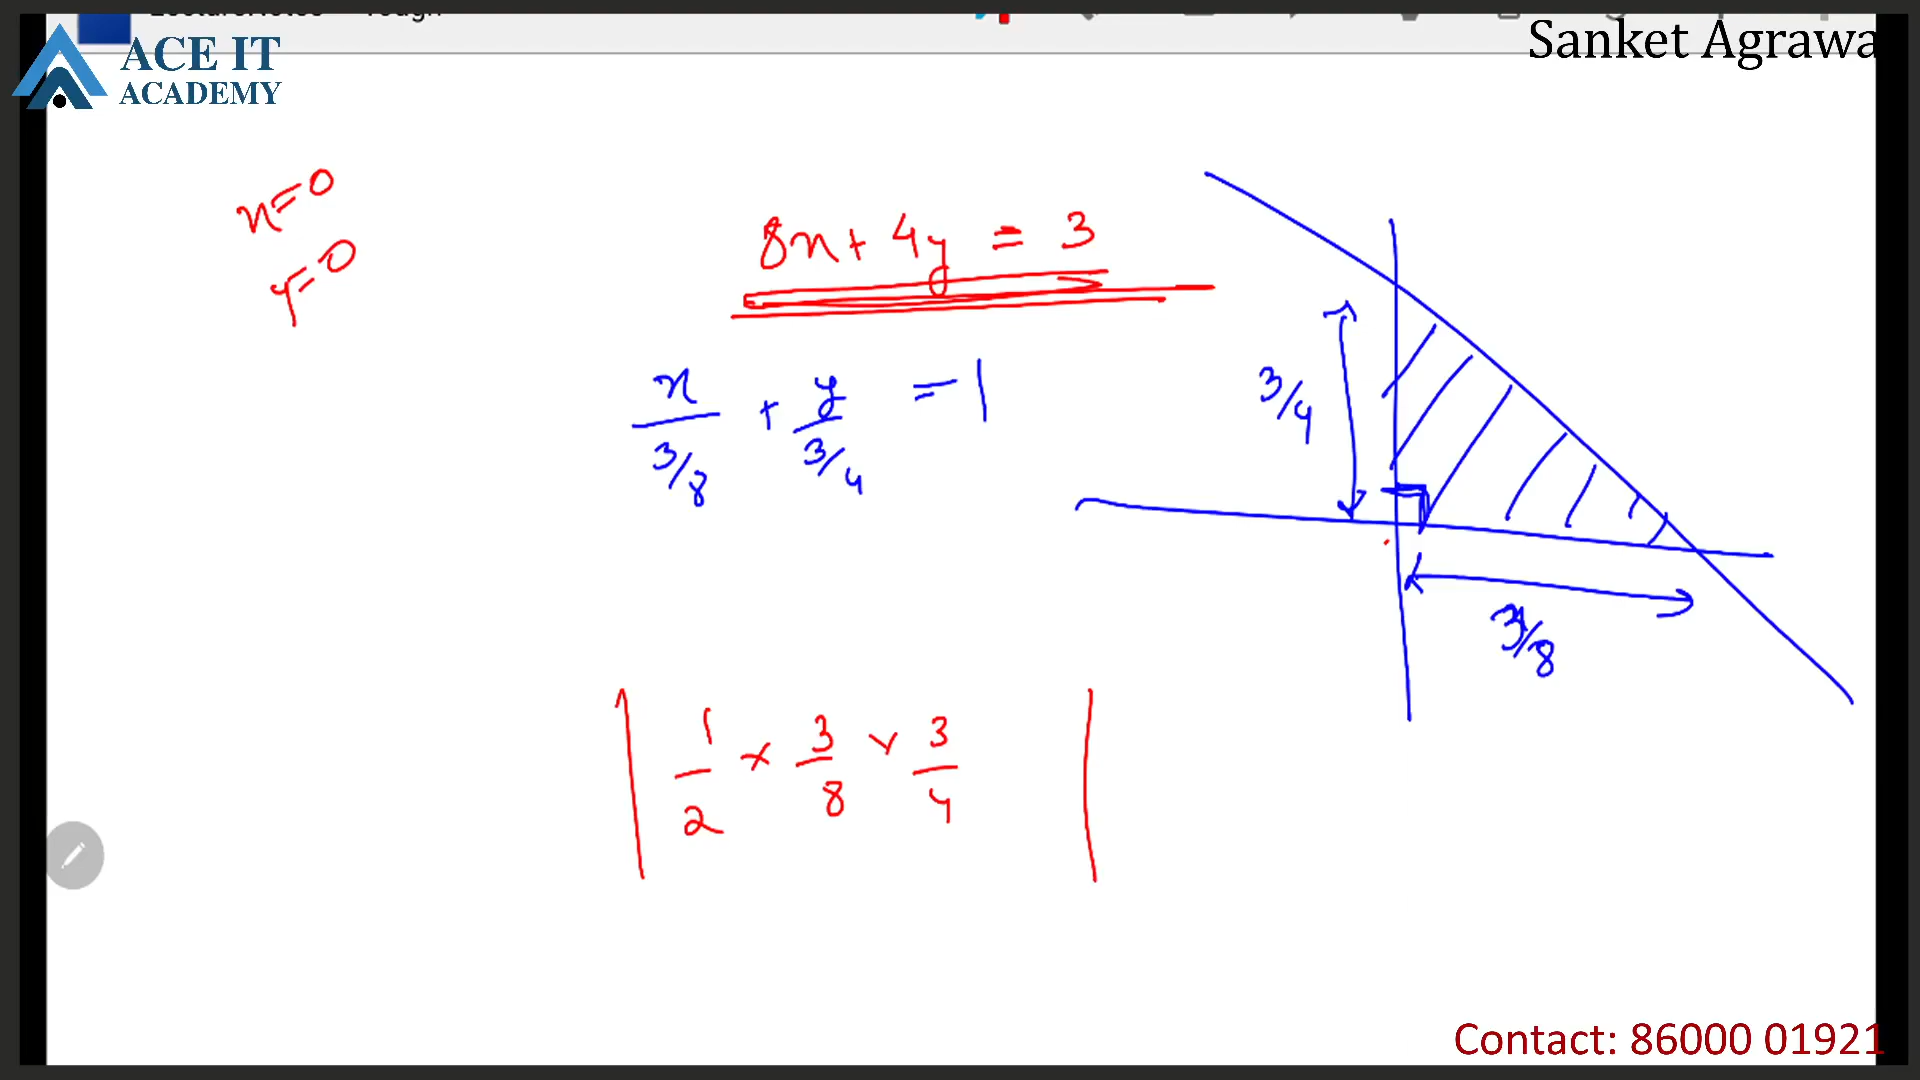 ACE IT
ACADEMY
Sanket Agrawa
x=0
y=0
8x+4y = 3
x/3/8 + y/3/4 = 1
3/4
3/8
| 1/2 × 3/8 × 3/4 |
Contact: 86000 01921